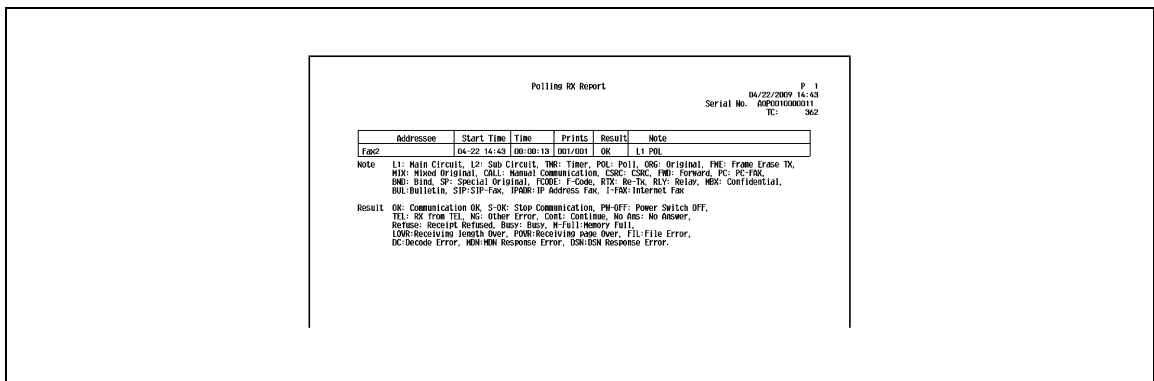 Polling RX Report
P 1
04/22/2009 14:43
Serial No. A0P0010000011
TC: 362
Addressee Start Time Time Prints Result Note
Fax2 04-22 14:43 00:00:13 001/001 OK L1 POL
Note L1: Main Circuit, L2: Sub Circuit, TMR: Timer, POL: Poll, ORG: Original, FME: Frame Erase TX,
MIX: Mixed Original, CALL: Manual Communication, CSRC: CSRC, FWD: Forward, PC: PC-FAX,
BND: Bind, SP: Special Original, FCODE: F-Code, RTX: Re-Tx, RLY: Relay, MBX: Confidential,
BUL:Bulletin, SIP:SIP-Fax, IPADR:IP Address Fax, I-FAX:Internet Fax
Result OK: Communication OK, S-OK: Stop Communication, PW-OFF: Power Switch OFF,
TEL: RX from TEL, NG: Other Error, Cont: Continue, No Ans: No Answer,
Refuse: Receipt Refused, Busy: Busy, M-Full:Memory Full,
LOVR:Receiving length Over, POVR:Receiving page Over, FIL:File Error,
DC:Decode Error, MDN:MDN Response Error, DSN:DSN Response Error.